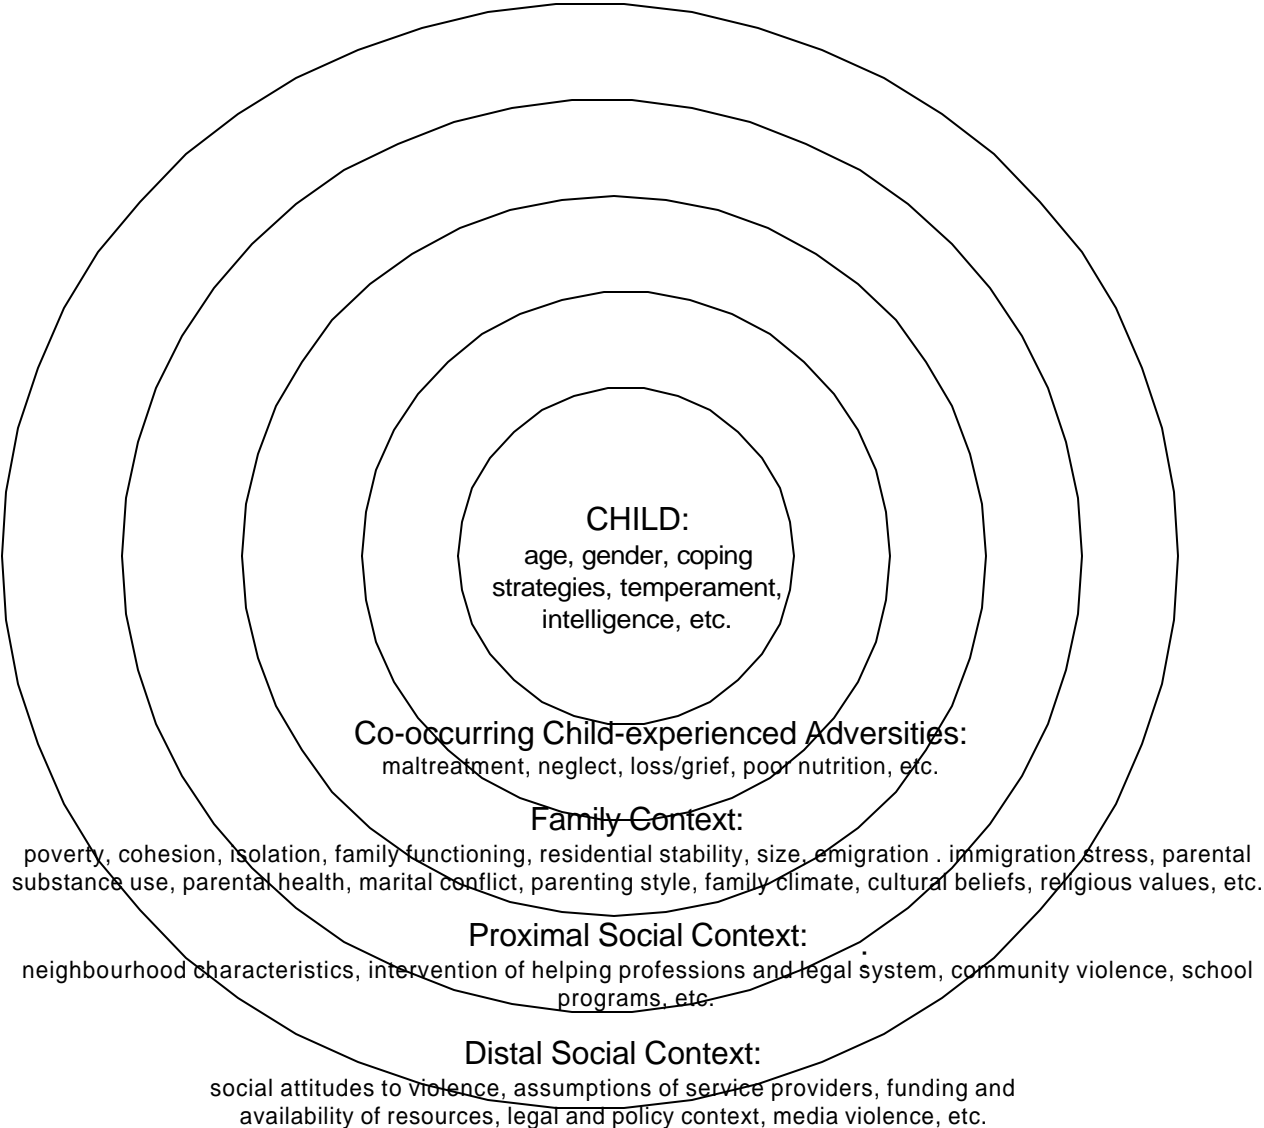 CHILD:
age, gender, coping
strategies, temperament,
intelligence, etc.
Co-occurring Child-experienced Adversities:
maltreatment, neglect, loss/grief, poor nutrition, etc.
Family Context:
poverty, cohesion, isolation, family functioning, residential stability, size, emigration . immigration stress, parental
substance use, parental health, marital conflict, parenting style, family climate, cultural beliefs, religious values, etc.
Proximal Social Context:
neighbourhood characteristics, intervention of helping professions and legal system, community violence, school
programs, etc.
Distal Social Context:
social attitudes to violence, assumptions of service providers, funding and
availability of resources, legal and policy context, media violence, etc.